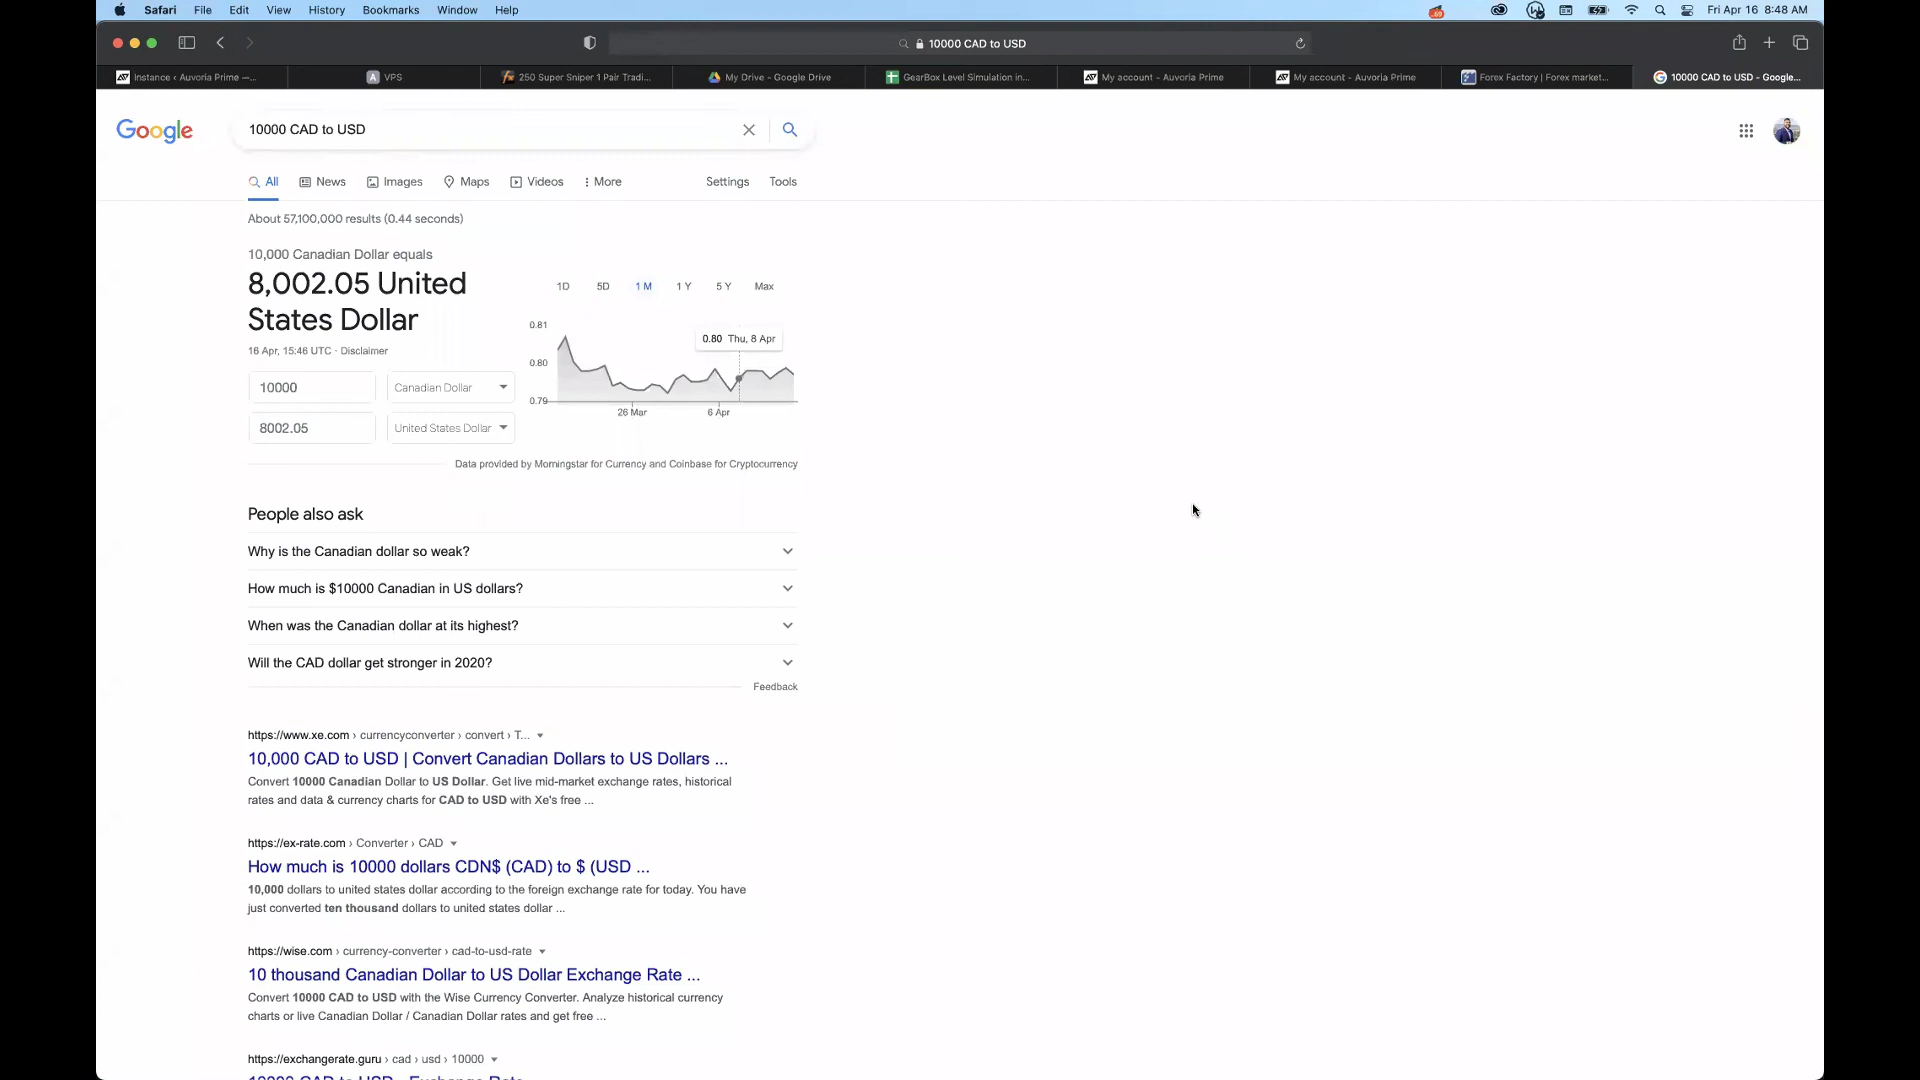 Safari File Edit View History Bookmarks Window Help
Fri Apr 16 8:48 AM
10000 CAD to USD
Instance ‹ Auvoria Prime —...
VPS
250 Super Sniper 1 Pair Tradi...
My Drive - Google Drive
GearBox Level Simulation in...
My account - Auvoria Prime
My account - Auvoria Prime
Forex Factory | Forex market...
10000 CAD to USD - Google...
Google
10000 CAD to USD
All News Images Maps Videos More Settings Tools
About 57,100,000 results (0.44 seconds)
10,000 Canadian Dollar equals
8,002.05 United
States Dollar
16 Apr, 15:46 UTC · Disclaimer
10000 Canadian Dollar
8002.05 United States Dollar
1D 5D 1 M 1 Y 5 Y Max
0.81
0.80 Thu, 8 Apr
0.80
0.79
26 Mar 6 Apr
Data provided by Morningstar for Currency and Coinbase for Cryptocurrency
People also ask
Why is the Canadian dollar so weak?
How much is $10000 Canadian in US dollars?
When was the Canadian dollar at its highest?
Will the CAD dollar get stronger in 2020?
Feedback
https://www.xe.com › currencyconverter › convert › T...
10,000 CAD to USD | Convert Canadian Dollars to US Dollars ...
Convert 10000 Canadian Dollar to US Dollar. Get live mid-market exchange rates, historical
rates and data & currency charts for CAD to USD with Xe's free ...
https://ex-rate.com › Converter › CAD
How much is 10000 dollars CDN$ (CAD) to $ (USD ...
10,000 dollars to united states dollar according to the foreign exchange rate for today. You have
just converted ten thousand dollars to united states dollar ...
https://wise.com › currency-converter › cad-to-usd-rate
10 thousand Canadian Dollar to US Dollar Exchange Rate ...
Convert 10000 CAD to USD with the Wise Currency Converter. Analyze historical currency
charts or live Canadian Dollar / Canadian Dollar rates and get free ...
https://exchangerate.guru › cad › usd › 10000
10000 CAD to USD - Exchange Rate